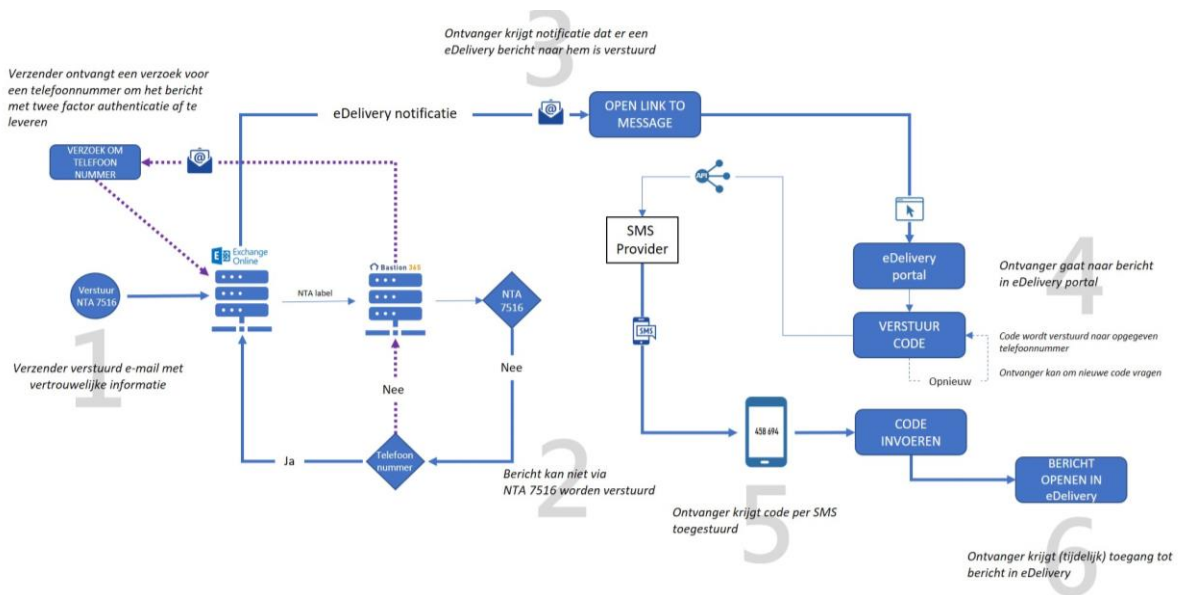 3
Ontvanger krijgt notificatie dat er een
eDelivery bericht naar hem is verstuurd
Verzender ontvangt een verzoek voor
een telefoonnummer om het bericht
met twee factor authenticatie af te
leveren
eDelivery notificatie
OPEN LINK TO
MESSAGE
VERZOEK OM
TELEFOON
NUMMER
API
SMS
Provider
Exchange
Online
Bastion 365
Verstuur
NTA 7516
NTA label
NTA
7516
eDelivery
portal
4
Ontvanger gaat naar bericht
in eDelivery portal
SMS
VERSTUUR
CODE
Code wordt verstuurd naar opgegeven
telefoonnummer
Ontvanger kan om nieuwe code vragen
Opnieuw
1
Verzender verstuurd e-mail met
vertrouwelijke informatie
Nee
Nee
Ja
Telefoon
nummer
2
Bericht kan niet via
NTA 7516 worden verstuurd
458 694
CODE
INVOEREN
BERICHT
OPENEN IN
eDelivery
5
Ontvanger krijgt code per SMS
toegestuurd
6
Ontvanger krijgt (tijdelijk) toegang tot
bericht in eDelivery